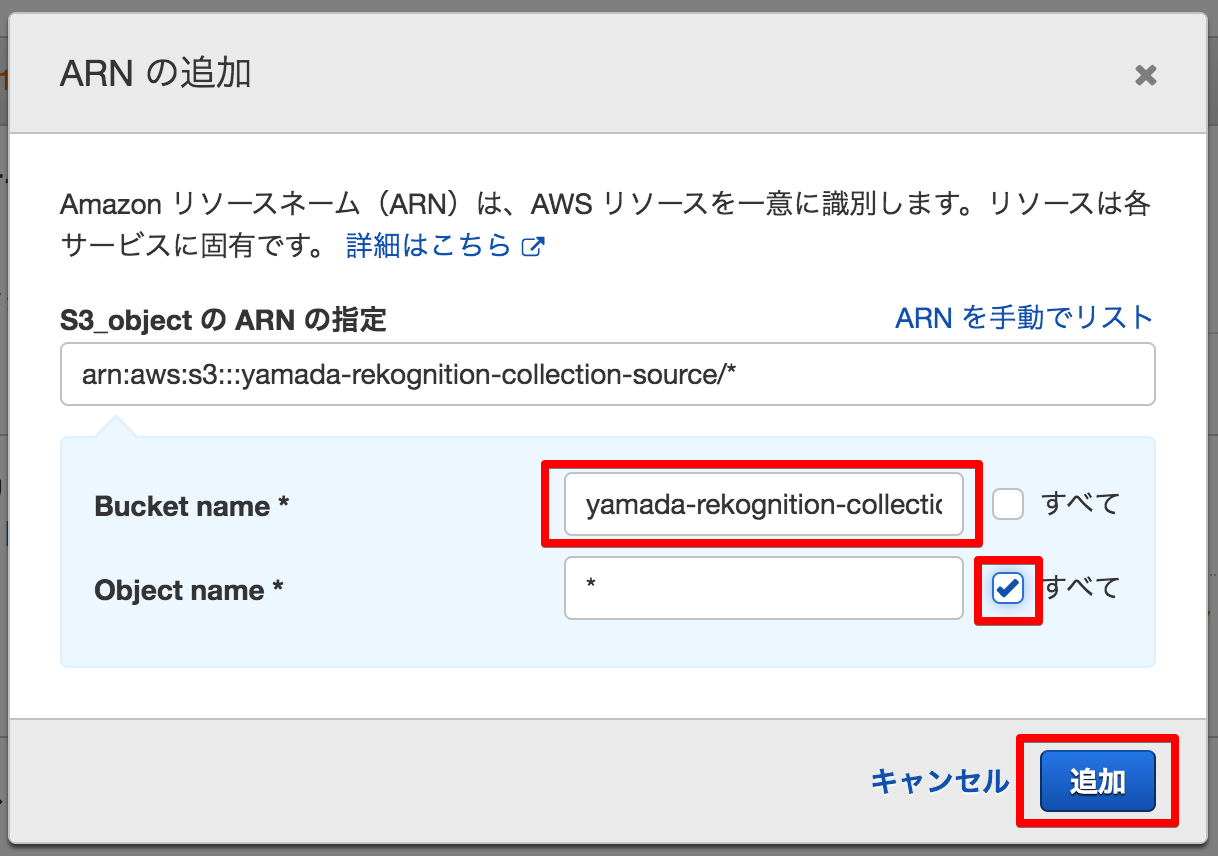 ARN の追加
Amazon リソースネーム（ARN）は、AWS リソースを一意に識別します。リソースは各
サービスに固有です。 詳細はこちら
S3_object の ARN の指定 ARN を手動でリスト
arn:aws:s3:::yamada-rekognition-collection-source/*
Bucket name * yamada-rekognition-collectio すべて
Object name * * すべて
キャンセル 追加